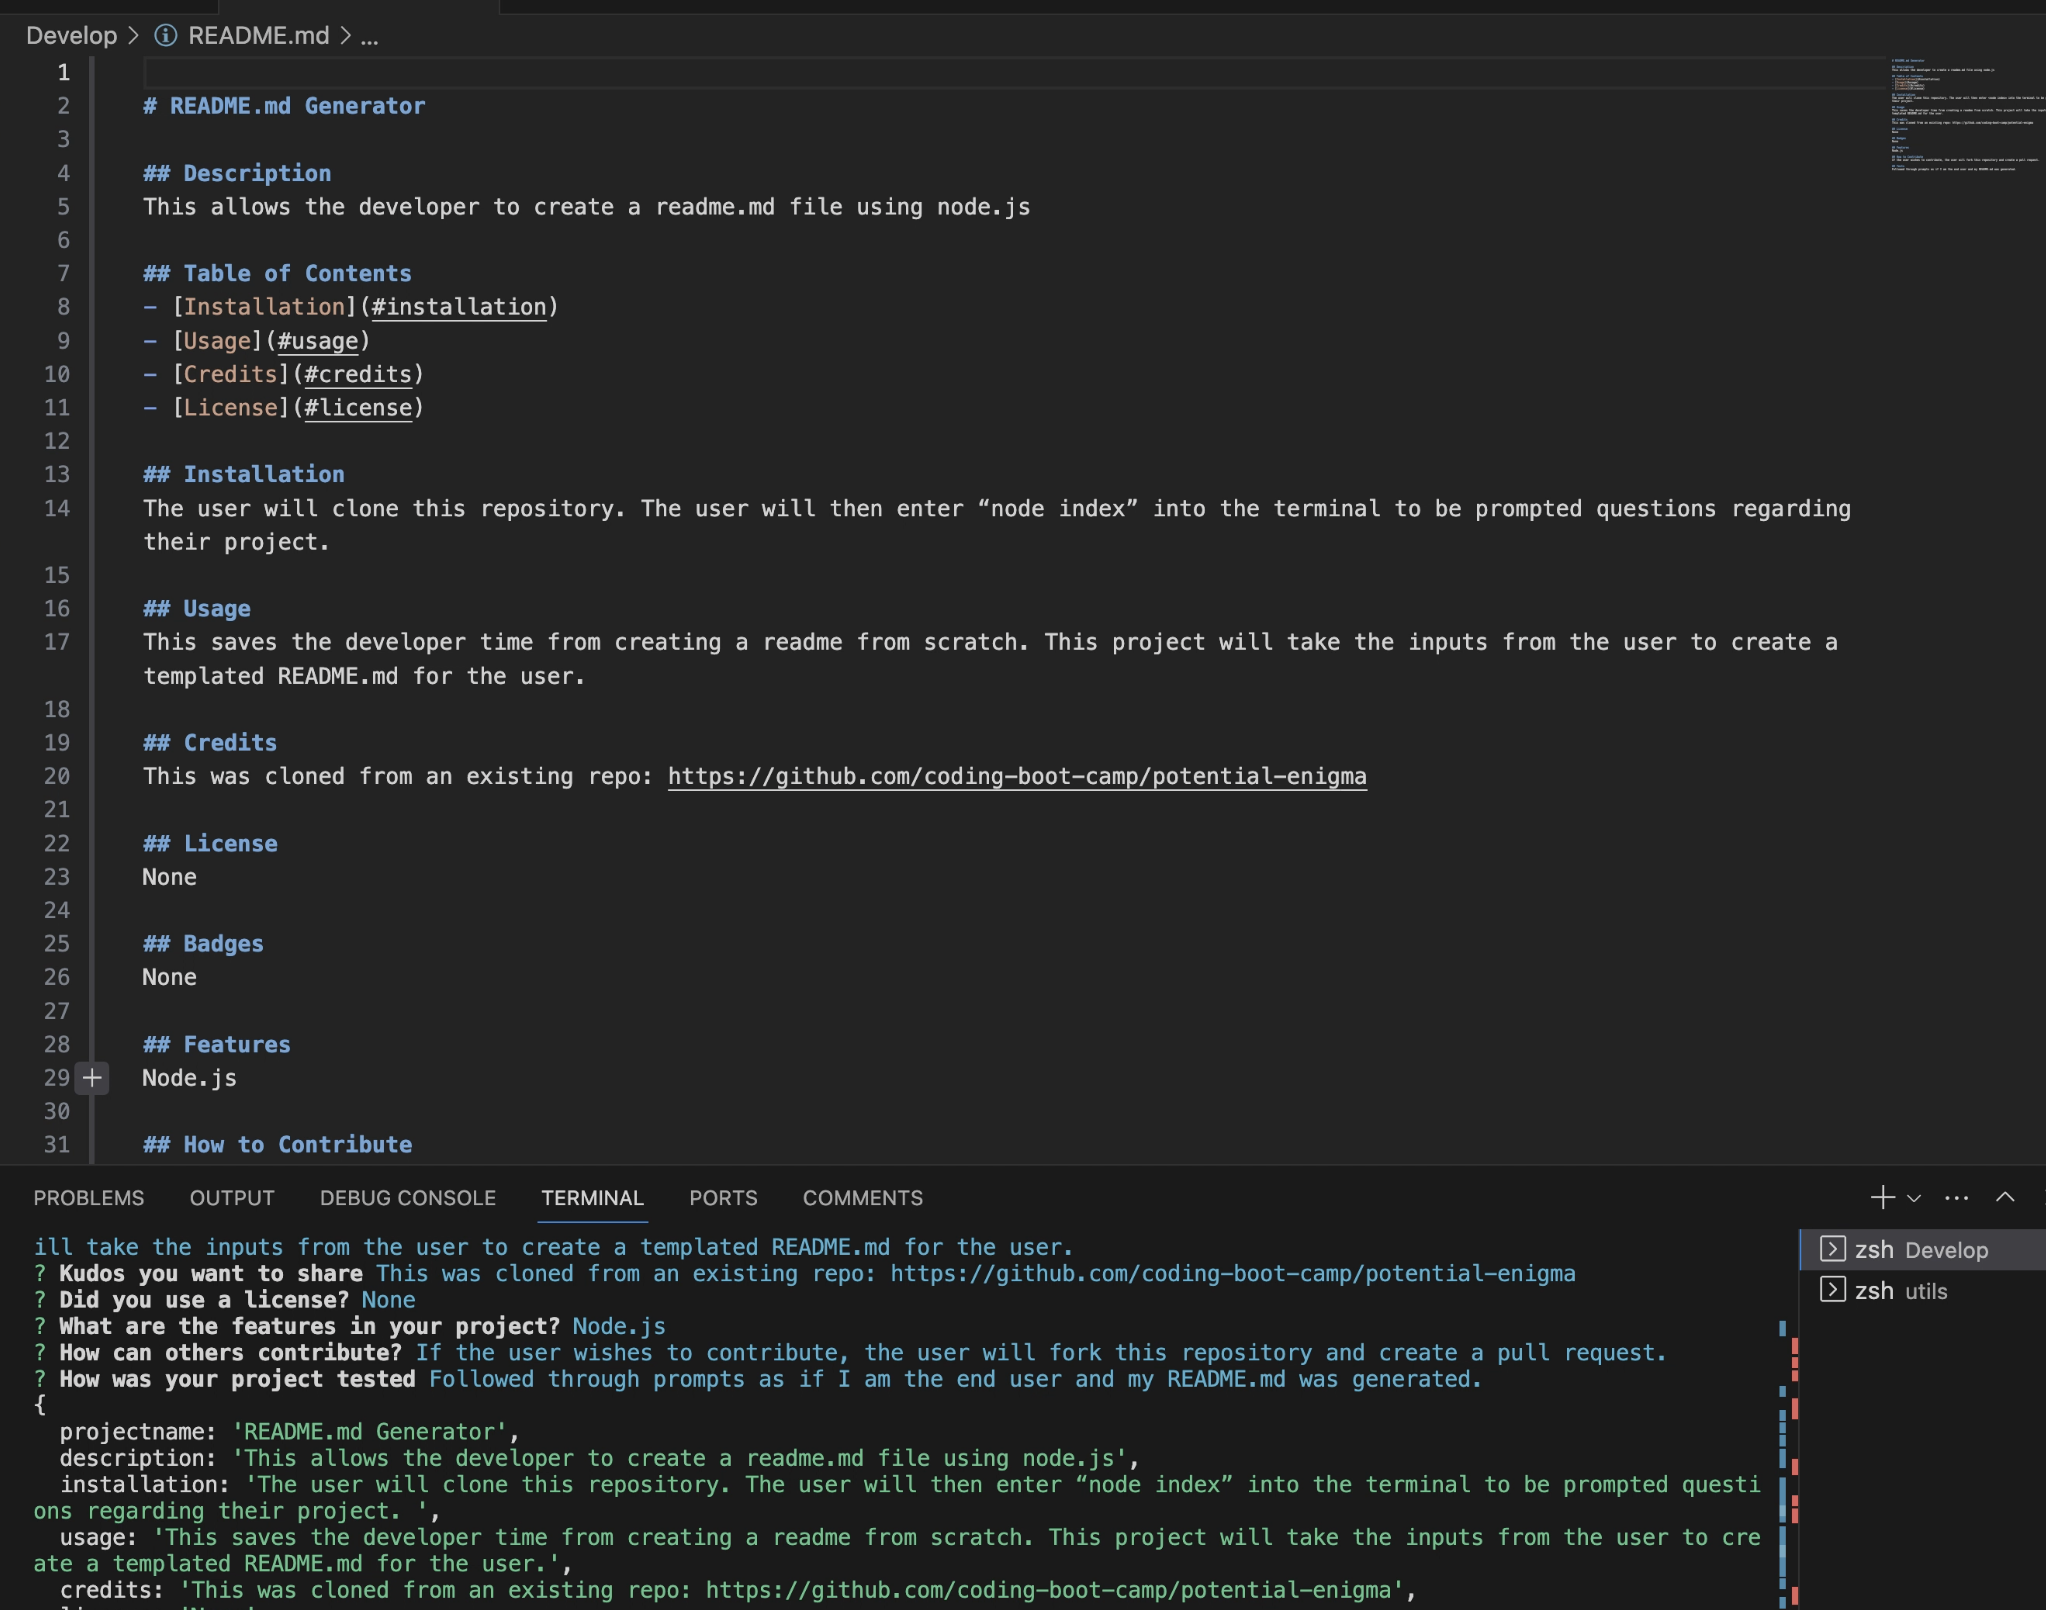 Develop > README.md > ...
1
2 # README.md Generator
3
4 ## Description
5 This allows the developer to create a readme.md file using node.js
6
7 ## Table of Contents
8 - [Installation](#installation)
9 - [Usage](#usage)
10 - [Credits](#credits)
11 - [License](#license)
12
13 ## Installation
14 The user will clone this repository. The user will then enter “node index” into the terminal to be prompted questions regarding
their project.
15
16 ## Usage
17 This saves the developer time from creating a readme from scratch. This project will take the inputs from the user to create a
templated README.md for the user.
18
19 ## Credits
20 This was cloned from an existing repo: https://github.com/coding-boot-camp/potential-enigma
21
22 ## License
23 None
24
25 ## Badges
26 None
27
28 ## Features
29 Node.js
30
31 ## How to Contribute
PROBLEMS OUTPUT DEBUG CONSOLE TERMINAL PORTS COMMENTS
ill take the inputs from the user to create a templated README.md for the user.
? Kudos you want to share This was cloned from an existing repo: https://github.com/coding-boot-camp/potential-enigma
? Did you use a license? None
? What are the features in your project? Node.js
? How can others contribute? If the user wishes to contribute, the user will fork this repository and create a pull request.
? How was your project tested Followed through prompts as if I am the end user and my README.md was generated.
{
projectname: 'README.md Generator',
description: 'This allows the developer to create a readme.md file using node.js',
installation: 'The user will clone this repository. The user will then enter “node index” into the terminal to be prompted questi
ons regarding their project. ',
usage: 'This saves the developer time from creating a readme from scratch. This project will take the inputs from the user to cre
ate a templated README.md for the user.',
credits: 'This was cloned from an existing repo: https://github.com/coding-boot-camp/potential-enigma',
zsh Develop
zsh utils